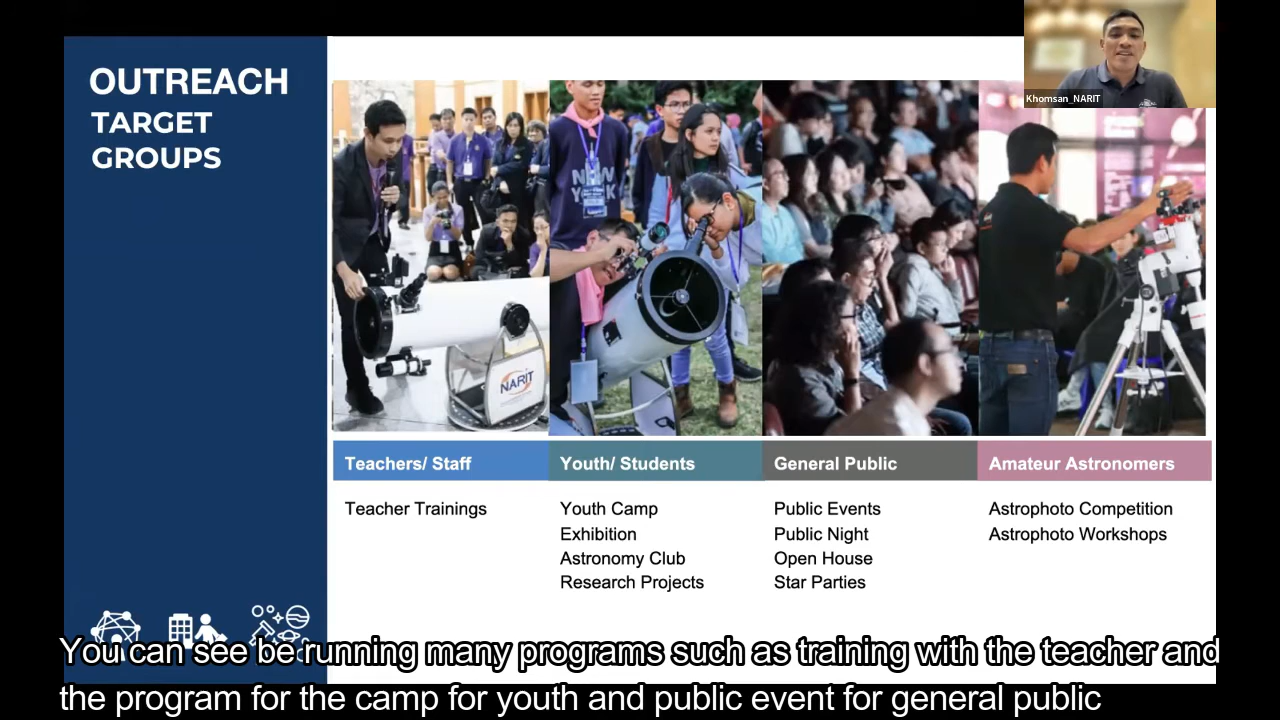 OUTREACH
TARGET
GROUPS
Khomsan_NARIT
NEW
YORK
NARIT
Teachers/ Staff
Teacher Trainings
Youth/ Students
Youth Camp
Exhibition
Astronomy Club
Research Projects
General Public
Public Events
Public Night
Open House
Star Parties
Amateur Astronomers
Astrophoto Competition
Astrophoto Workshops
You can see be running many programs such as training with the teacher and
the program for the camp for youth and public event for general public